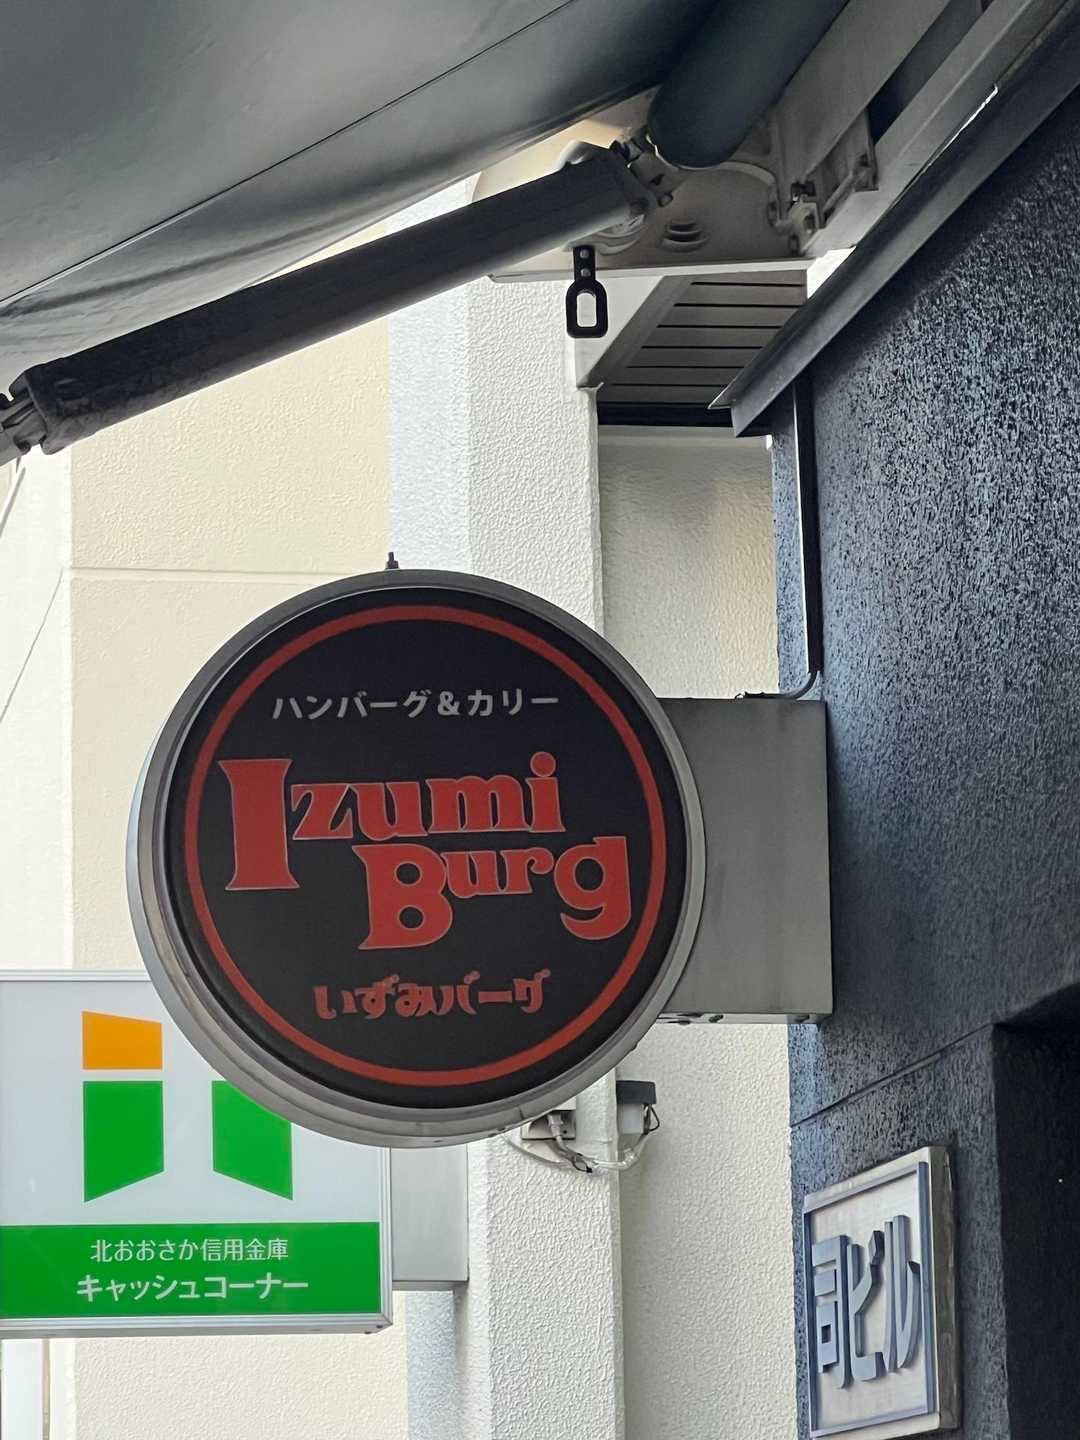 ハンバーグ&カリー
Izumi
Burg
いずみバーグ
北おおさか信用金庫
キャッシュコーナー
司ビル